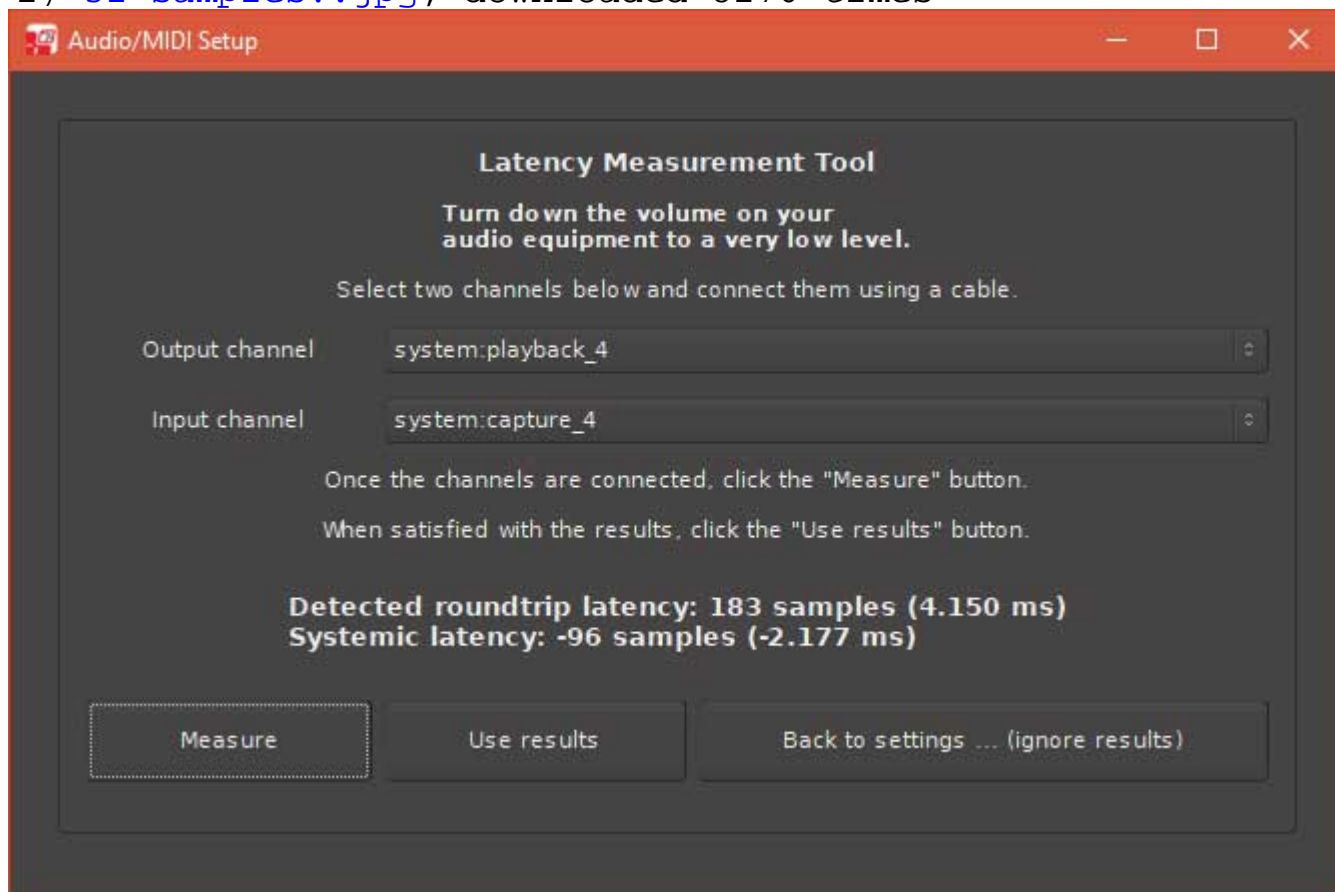 Audio/MIDI Setup
Latency Measurement Tool
Turn down the volume on your
audio equipment to a very low level.
Select two channels below and connect them using a cable.
Output channel system:playback_4
Input channel system:capture_4
Once the channels are connected, click the "Measure" button.
When satisfied with the results, click the "Use results" button.
Detected roundtrip latency: 183 samples (4.150 ms)
Systemic latency: -96 samples (-2.177 ms)
Measure Use results Back to settings ... (ignore results)